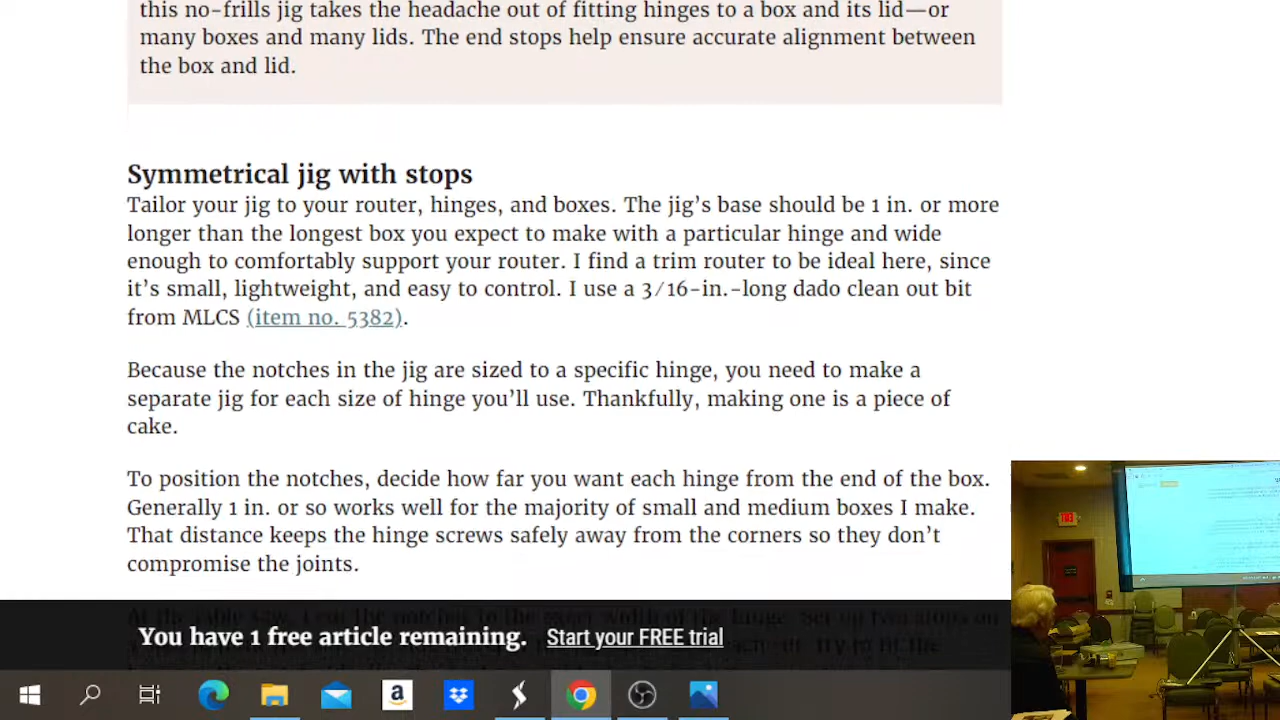 this no-frills jig takes the headache out of fitting hinges to a box and its lid—or
many boxes and many lids. The end stops help ensure accurate alignment between
the box and lid.
Symmetrical jig with stops
Tailor your jig to your router, hinges, and boxes. The jig’s base should be 1 in. or more
longer than the longest box you expect to make with a particular hinge and wide
enough to comfortably support your router. I find a trim router to be ideal here, since
it’s small, lightweight, and easy to control. I use a 3/16-in.-long dado clean out bit
from MLCS (item no. 5382).
Because the notches in the jig are sized to a specific hinge, you need to make a
separate jig for each size of hinge you’ll use. Thankfully, making one is a piece of
cake.
To position the notches, decide how far you want each hinge from the end of the box.
Generally 1 in. or so works well for the majority of small and medium boxes I make.
That distance keeps the hinge screws safely away from the corners so they don’t
compromise the joints.
You have 1 free article remaining. Start your FREE trial